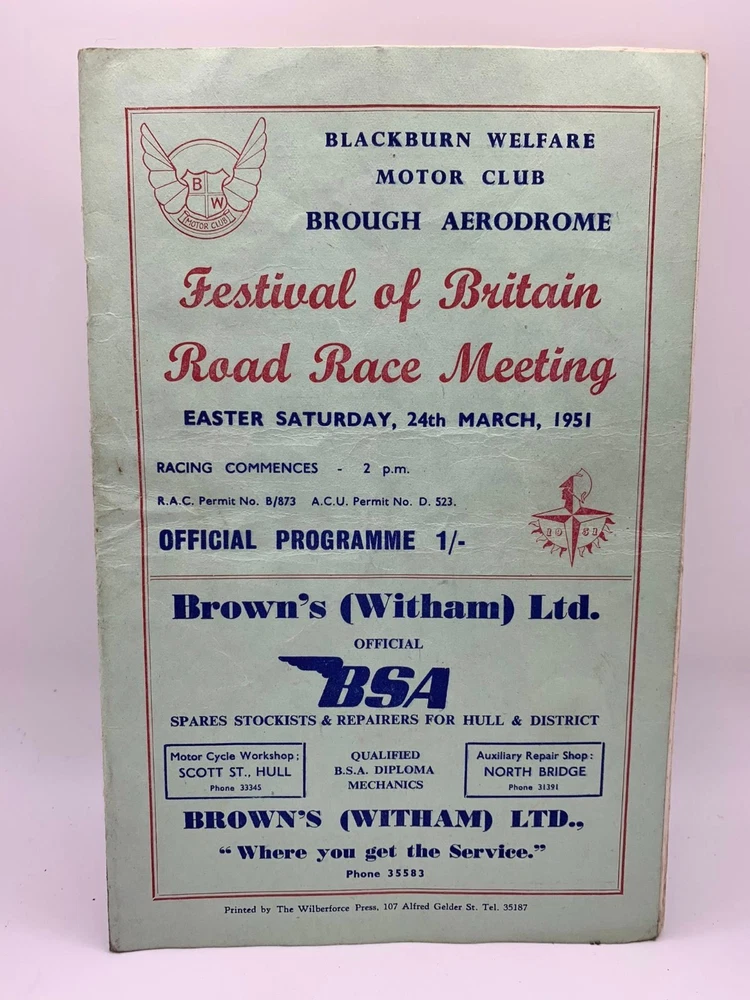 BLACKBURN WELFARE
MOTOR CLUB
BROUGH AERODROME
B
W
MOTOR CLUB
Festival of Britain
Road Race Meeting
EASTER SATURDAY, 24th MARCH, 1951
RACING COMMENCES - 2 p.m.
R.A.C. Permit No. B/873 A.C.U. Permit No. D. 523.
OFFICIAL PROGRAMME 1/-
1951
Brown's (Witham) Ltd.
OFFICIAL
BSA
SPARES STOCKISTS & REPAIRERS FOR HULL & DISTRICT
Motor Cycle Workshop;
SCOTT ST., HULL
Phone 33345
QUALIFIED
B.S.A. DIPLOMA
MECHANICS
Auxiliary Repair Shop:
NORTH BRIDGE
Phone 31391
BROWN'S (WITHAM) LTD.,
“Where you get the Service.”
Phone 35583
Printed by The Wilberforce Press, 107 Alfred Gelder St. Tel. 35187